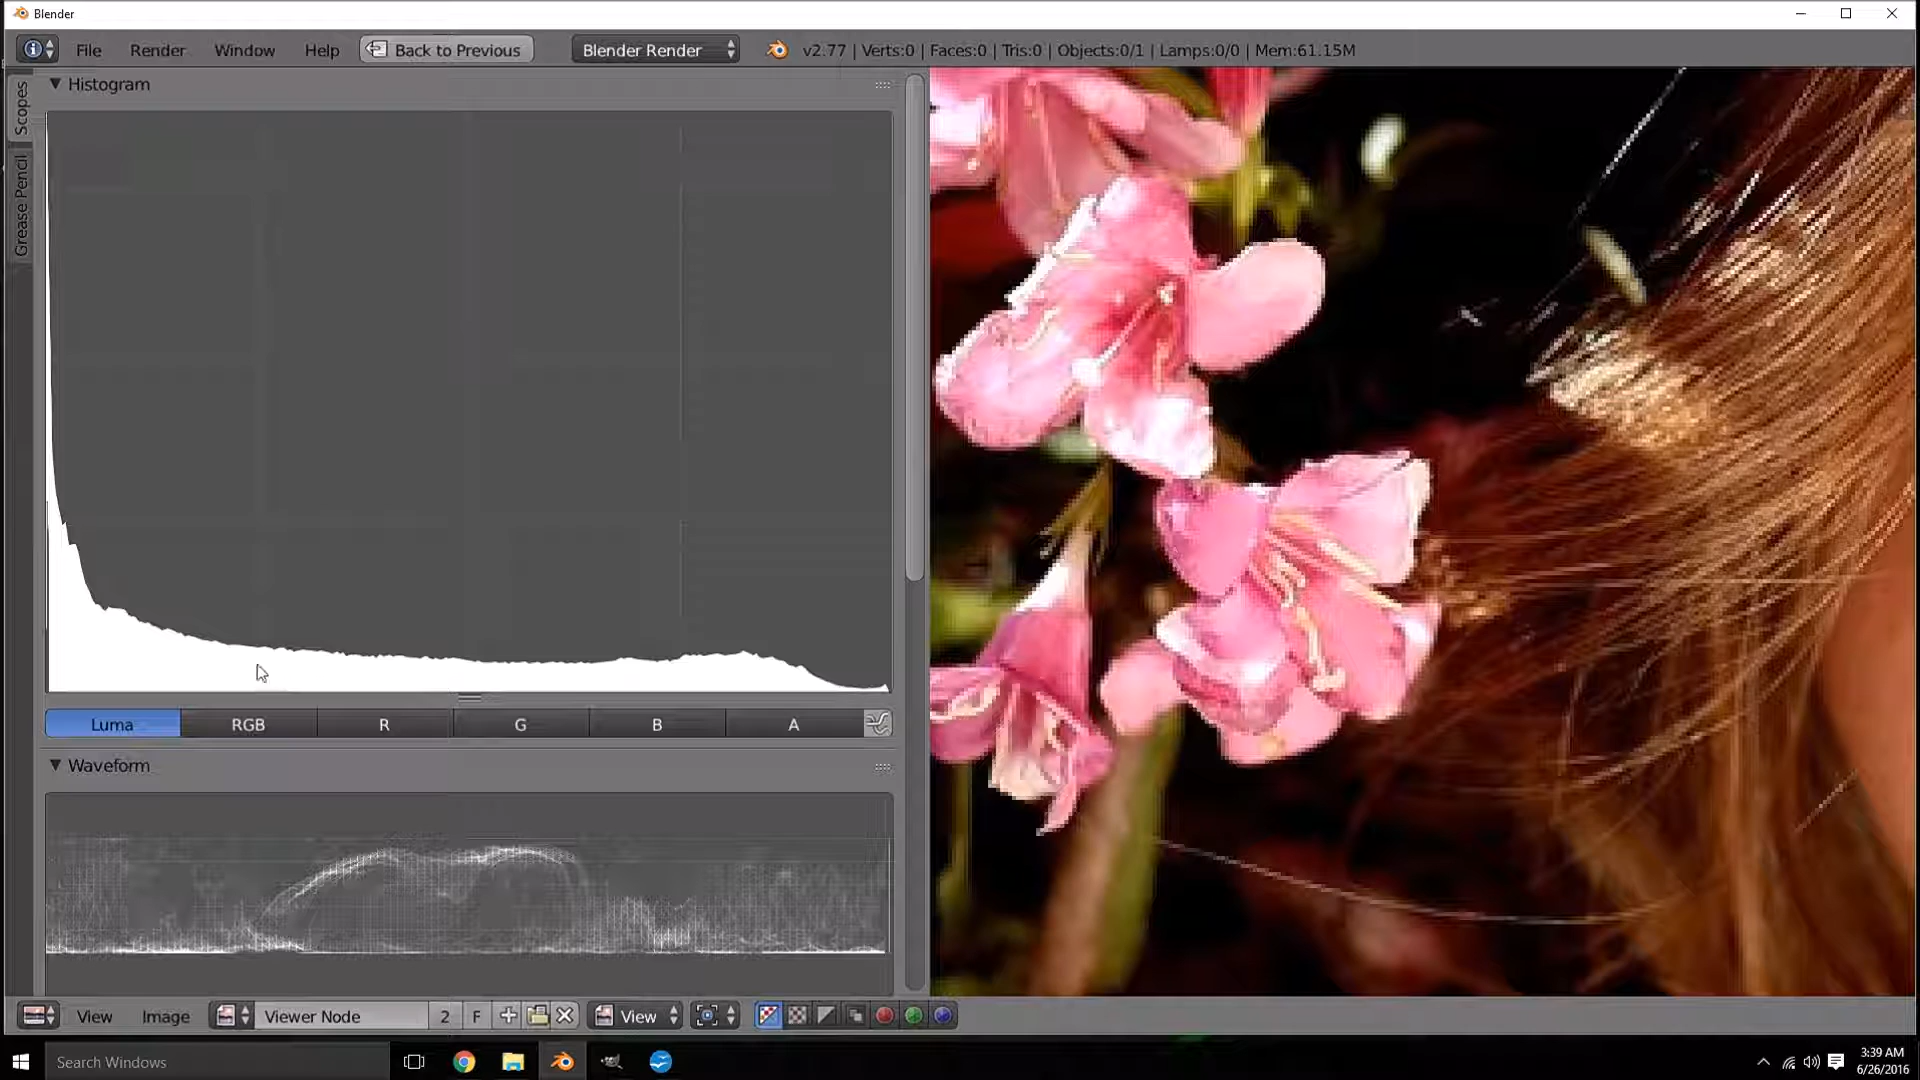 Blender
File Render Window Help Back to Previous Blender Render v2.77 | Verts:0 | Faces:0 | Tris:0 | Objects:0/1 | Lamps:0/0 | Mem:61.15M
Scopes
Grease Pencil
Histogram
Luma RGB R G B A
Waveform
View Image Viewer Node 2 F View
Search Windows
3:39 AM
6/26/2016